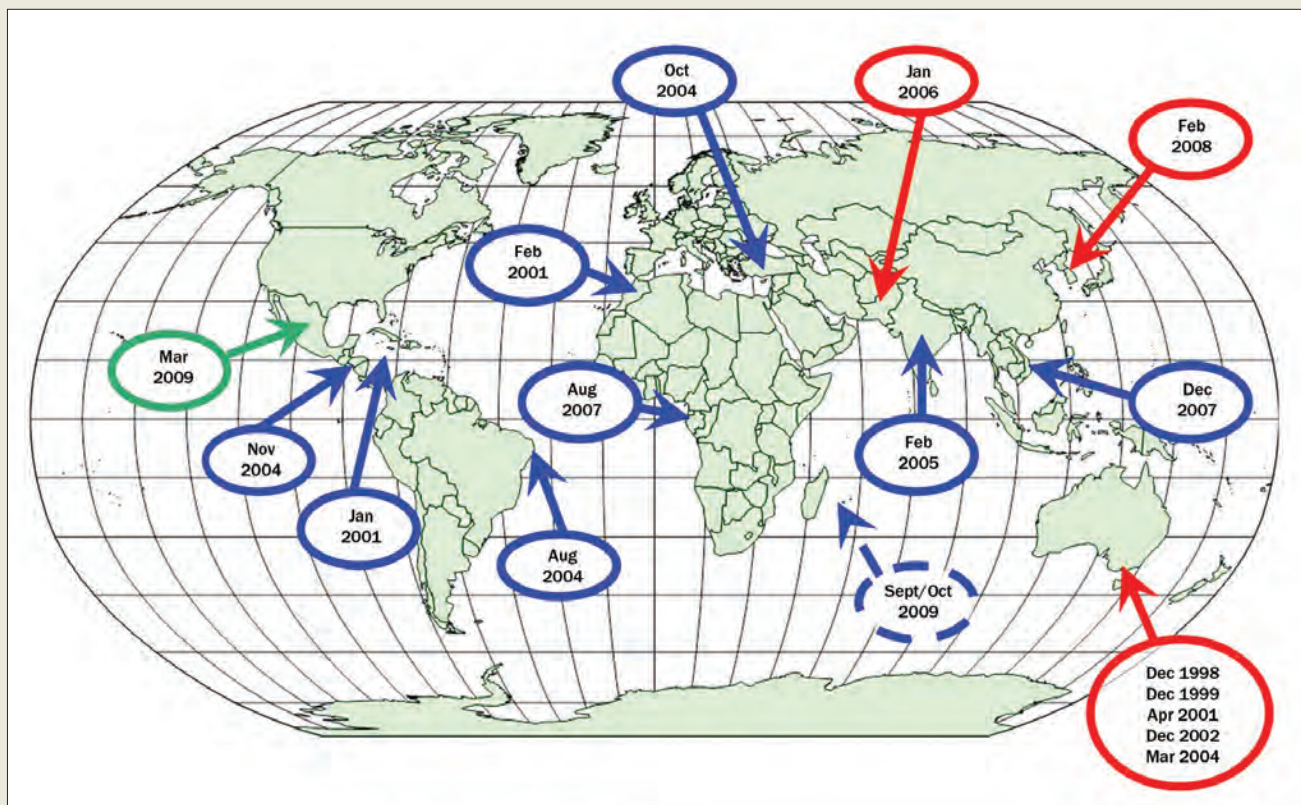 Oct
2004
Jan
2006
Feb
2008
Feb
2001
Mar
2009
Aug
2007
Dec
2007
Nov
2004
Feb
2005
Jan
2001
Aug
2004
Sept/Oct
2009
Dec 1998
Dec 1999
Apr 2001
Dec 2002
Mar 2004